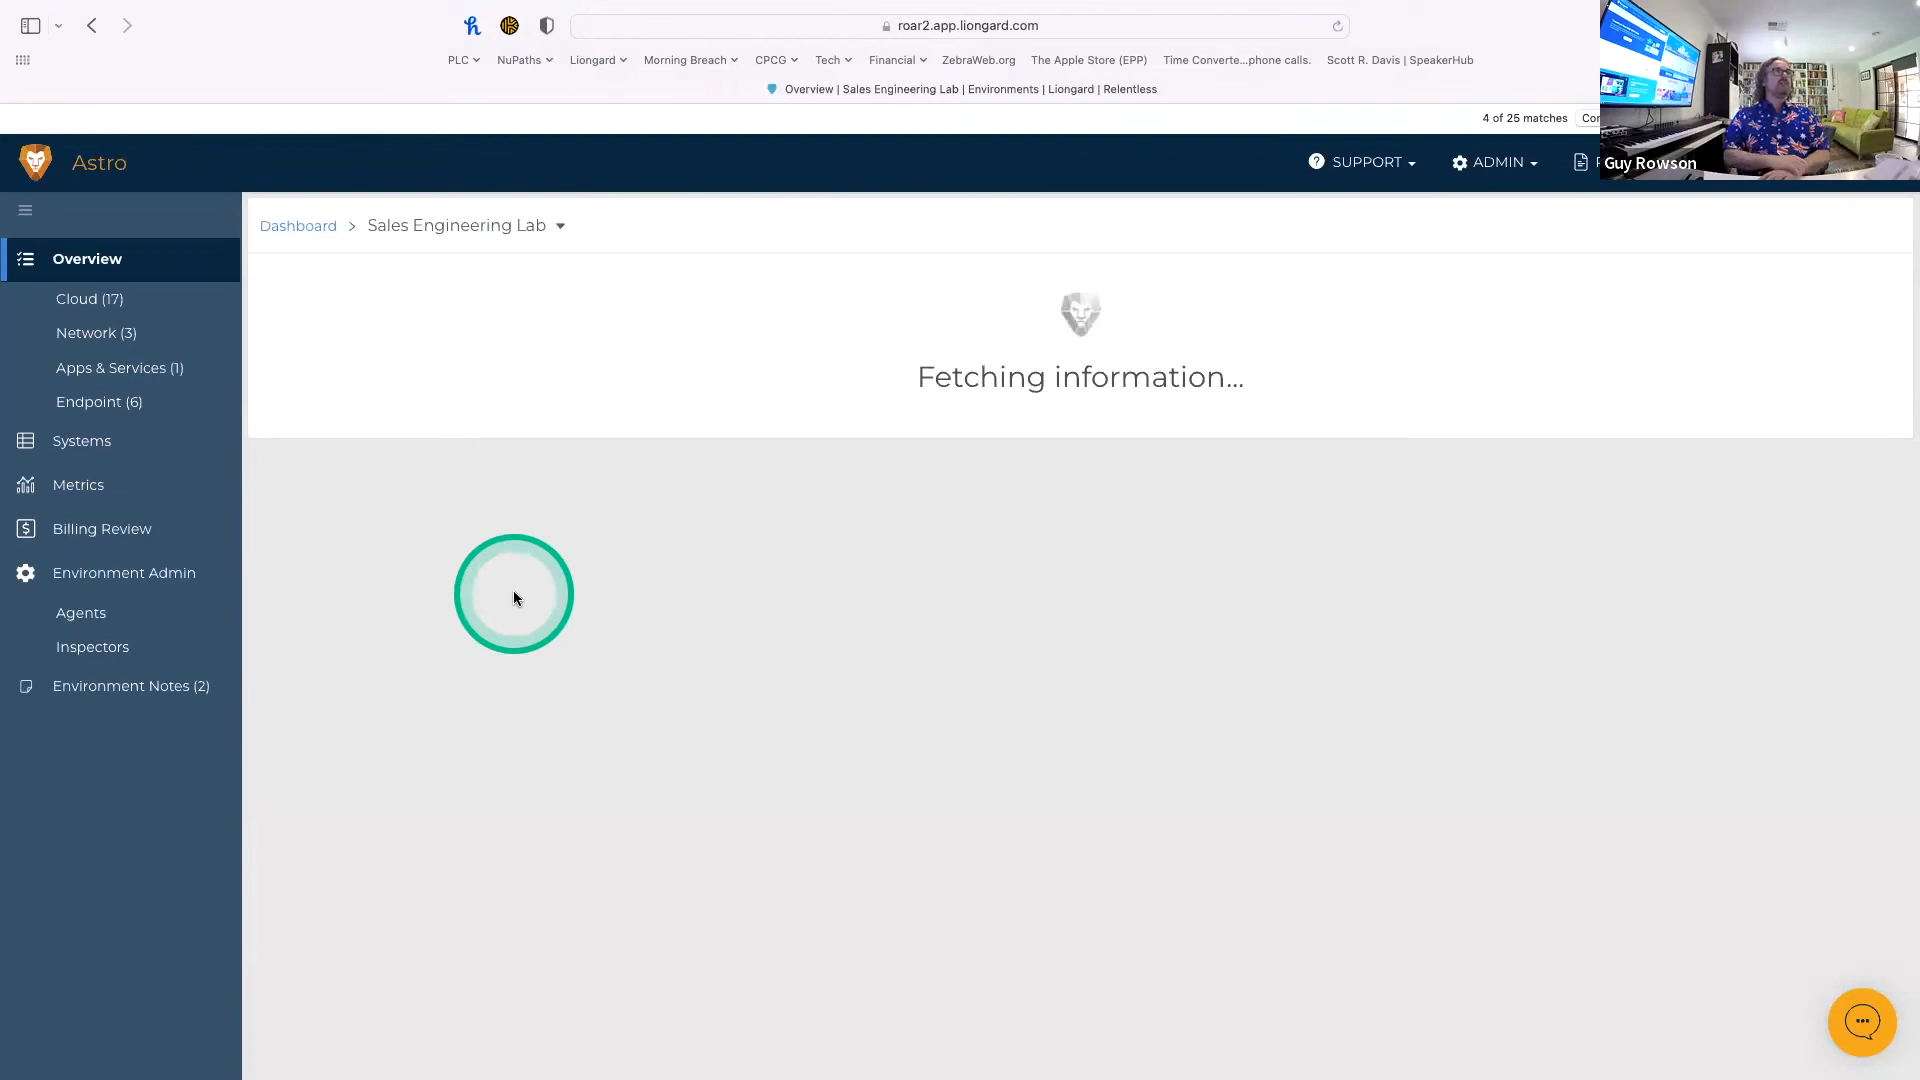 roar2.app.liongard.com
PLC NuPaths Liongard Morning Breach CPCG Tech Financial ZebraWeb.org The Apple Store (EPP) Time Converte...phone calls. Scott R. Davis | SpeakerHub
Overview | Sales Engineering Lab | Environments | Liongard | Relentless
4 of 25 matches
Astro
SUPPORT ADMIN
Guy Rowson
Dashboard > Sales Engineering Lab
Overview
Cloud (17)
Network (3)
Apps & Services (1)
Endpoint (6)
Systems
Metrics
Billing Review
Environment Admin
Agents
Inspectors
Environment Notes (2)
Fetching information...